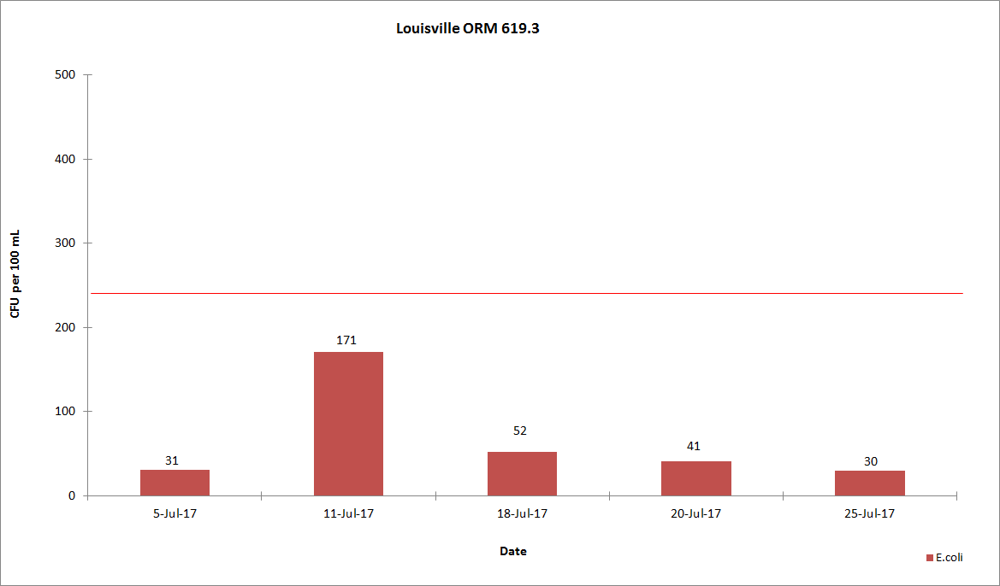 Louisville ORM 619.3
500
400
300
200
100
0
CFU per 100 mL
31
171
52
41
30
5-Jul-17
11-Jul-17
18-Jul-17
20-Jul-17
25-Jul-17
Date
E.coli